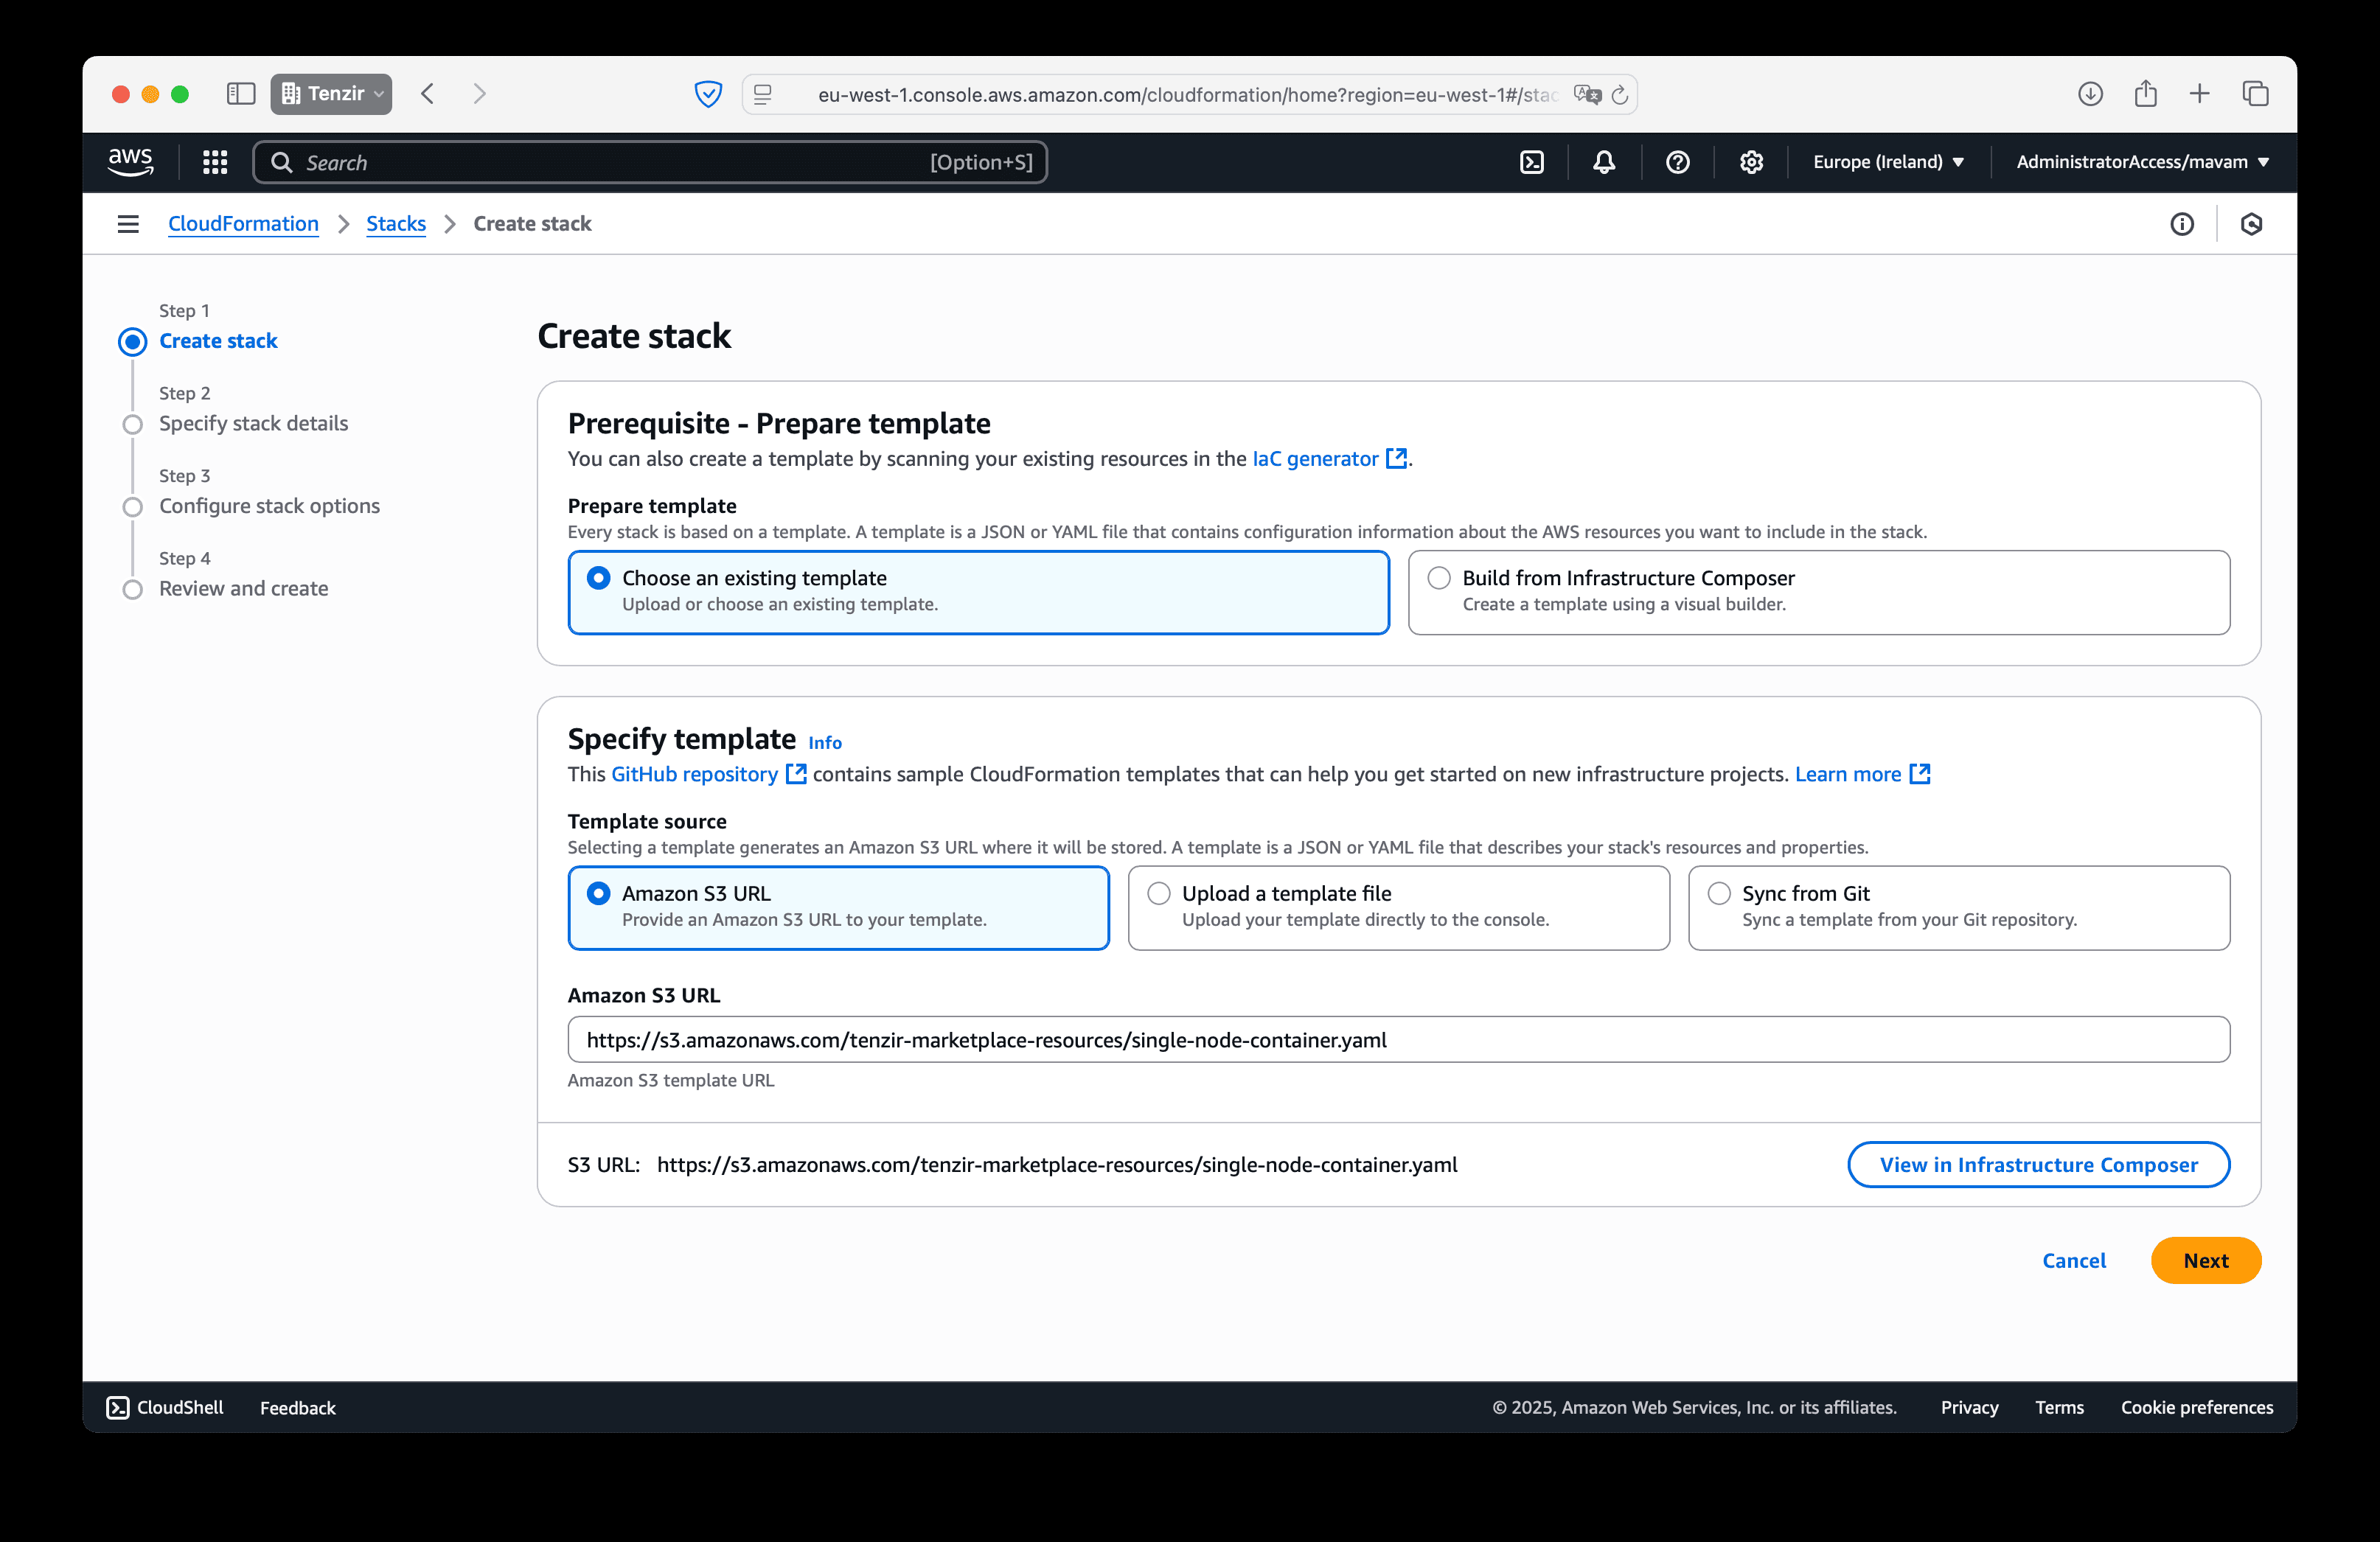 Tenzir
eu-west-1.console.aws.amazon.com/cloudformation/home?region=eu-west-1#/stac
aws
Search
[Option+S]
Europe (Ireland)
AdministratorAccess/mavam
CloudFormation
Stacks
Create stack
Step 1
Create stack
Step 2
Specify stack details
Step 3
Configure stack options
Step 4
Review and create
Create stack
Prerequisite - Prepare template
You can also create a template by scanning your existing resources in the IaC generator.
Prepare template
Every stack is based on a template. A template is a JSON or YAML file that contains configuration information about the AWS resources you want to include in the stack.
Choose an existing template
Upload or choose an existing template.
Build from Infrastructure Composer
Create a template using a visual builder.
Specify template Info
This GitHub repository contains sample CloudFormation templates that can help you get started on new infrastructure projects. Learn more
Template source
Selecting a template generates an Amazon S3 URL where it will be stored. A template is a JSON or YAML file that describes your stack's resources and properties.
Amazon S3 URL
Provide an Amazon S3 URL to your template.
Upload a template file
Upload your template directly to the console.
Sync from Git
Sync a template from your Git repository.
Amazon S3 URL
https://s3.amazonaws.com/tenzir-marketplace-resources/single-node-container.yaml
Amazon S3 template URL
S3 URL: https://s3.amazonaws.com/tenzir-marketplace-resources/single-node-container.yaml
View in Infrastructure Composer
Cancel
Next
CloudShell
Feedback
© 2025, Amazon Web Services, Inc. or its affiliates.
Privacy
Terms
Cookie preferences